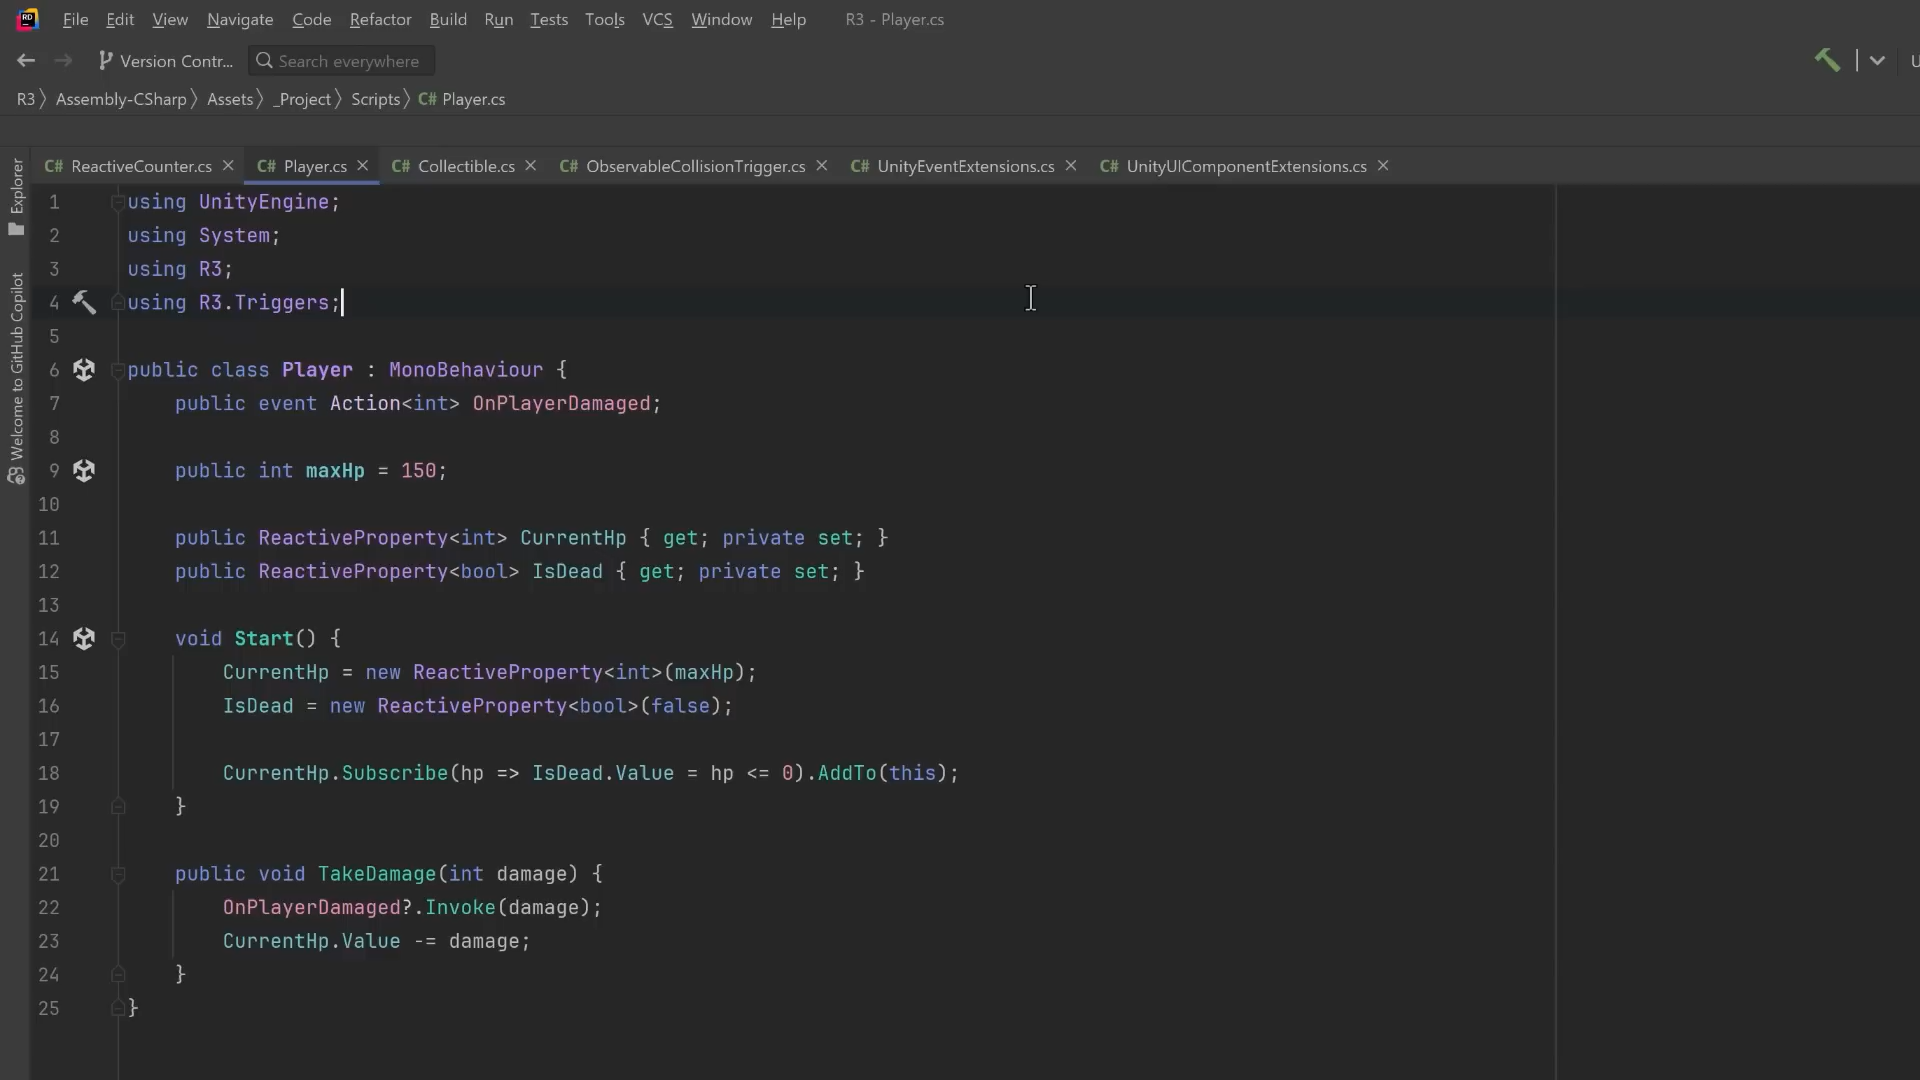 File Edit View Navigate Code Refactor Build Run Tests Tools VCS Window Help R3 - Player.cs
Version Contr... Search everywhere
R3 Assembly-CSharp Assets _Project Scripts C# Player.cs
C# ReactiveCounter.cs C# Player.cs C# Collectible.cs C# ObservableCollisionTrigger.cs C# UnityEventExtensions.cs C# UnityUIComponentExtensions.cs
Explorer
Welcome to GitHub Copilot
1 using UnityEngine;
2 using System;
3 using R3;
4 using R3.Triggers;
5
6 public class Player : MonoBehaviour {
7 public event Action<int> OnPlayerDamaged;
8
9 public int maxHp = 150;
10
11 public ReactiveProperty<int> CurrentHp { get; private set; }
12 public ReactiveProperty<bool> IsDead { get; private set; }
13
14 void Start() {
15 CurrentHp = new ReactiveProperty<int>(maxHp);
16 IsDead = new ReactiveProperty<bool>(false);
17
18 CurrentHp.Subscribe(hp => IsDead.Value = hp <= 0).AddTo(this);
19 }
20
21 public void TakeDamage(int damage) {
22 OnPlayerDamaged?.Invoke(damage);
23 CurrentHp.Value -= damage;
24 }
25 }